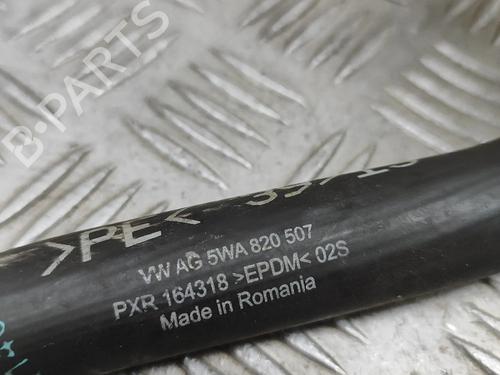 B-PARTS
>PE<
VW AG 5WA 820 507
PXR 164318 >EPDM< 02S
Made in Romania